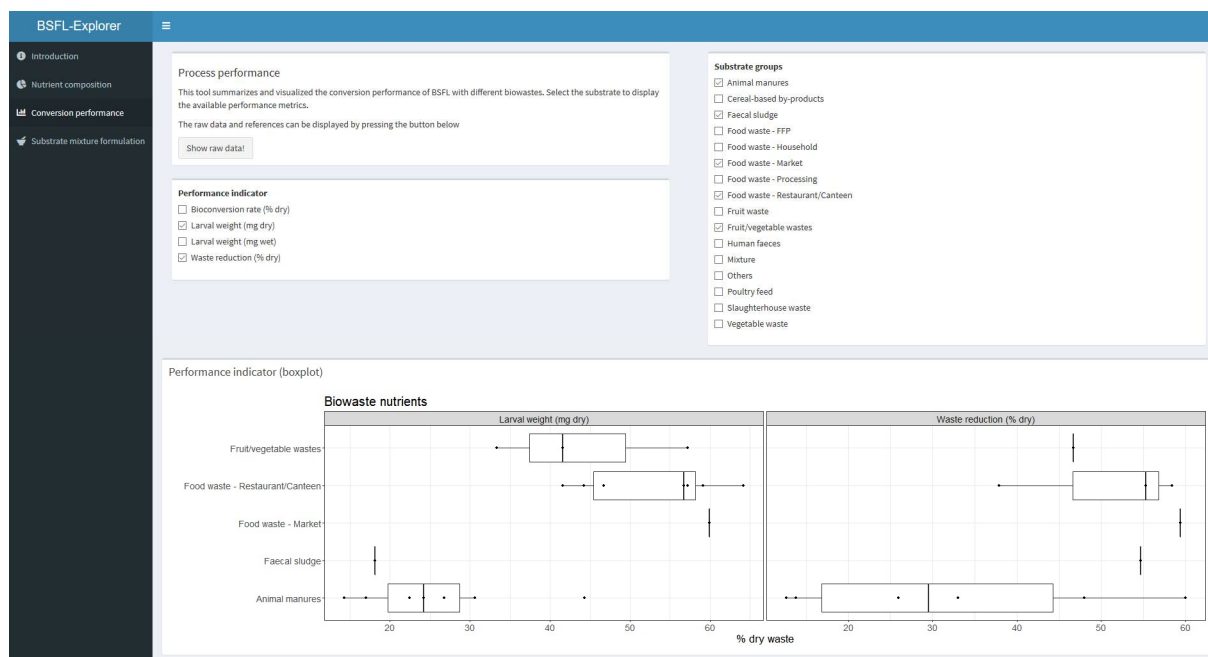 BSFL-Explorer
Introduction
Nutrient composition
Conversion performance
Substrate mixture formulation
Process performance
This tool summarizes and visualized the conversion performance of BSFL with different biowastes. Select the substrate to display
the available performance metrics.
The raw data and references can be displayed by pressing the button below
Show raw data!
Performance indicator
Bioconversion rate (% dry)
Larval weight (mg dry)
Larval weight (mg wet)
Waste reduction (% dry)
Substrate groups
Animal manures
Cereal-based by-products
Faecal sludge
Food waste - FFP
Food waste - Household
Food waste - Market
Food waste - Processing
Food waste - Restaurant/Canteen
Fruit waste
Fruit/vegetable wastes
Human faeces
Mixture
Others
Poultry feed
Slaughterhouse waste
Vegetable waste
Performance indicator (boxplot)
Biowaste nutrients
Larval weight (mg dry) Waste reduction (% dry)
Fruit/vegetable wastes
Food waste - Restaurant/Canteen
Food waste - Market
Faecal sludge
Animal manures
20 30 40 50 60 20 30 40 50 60
% dry waste